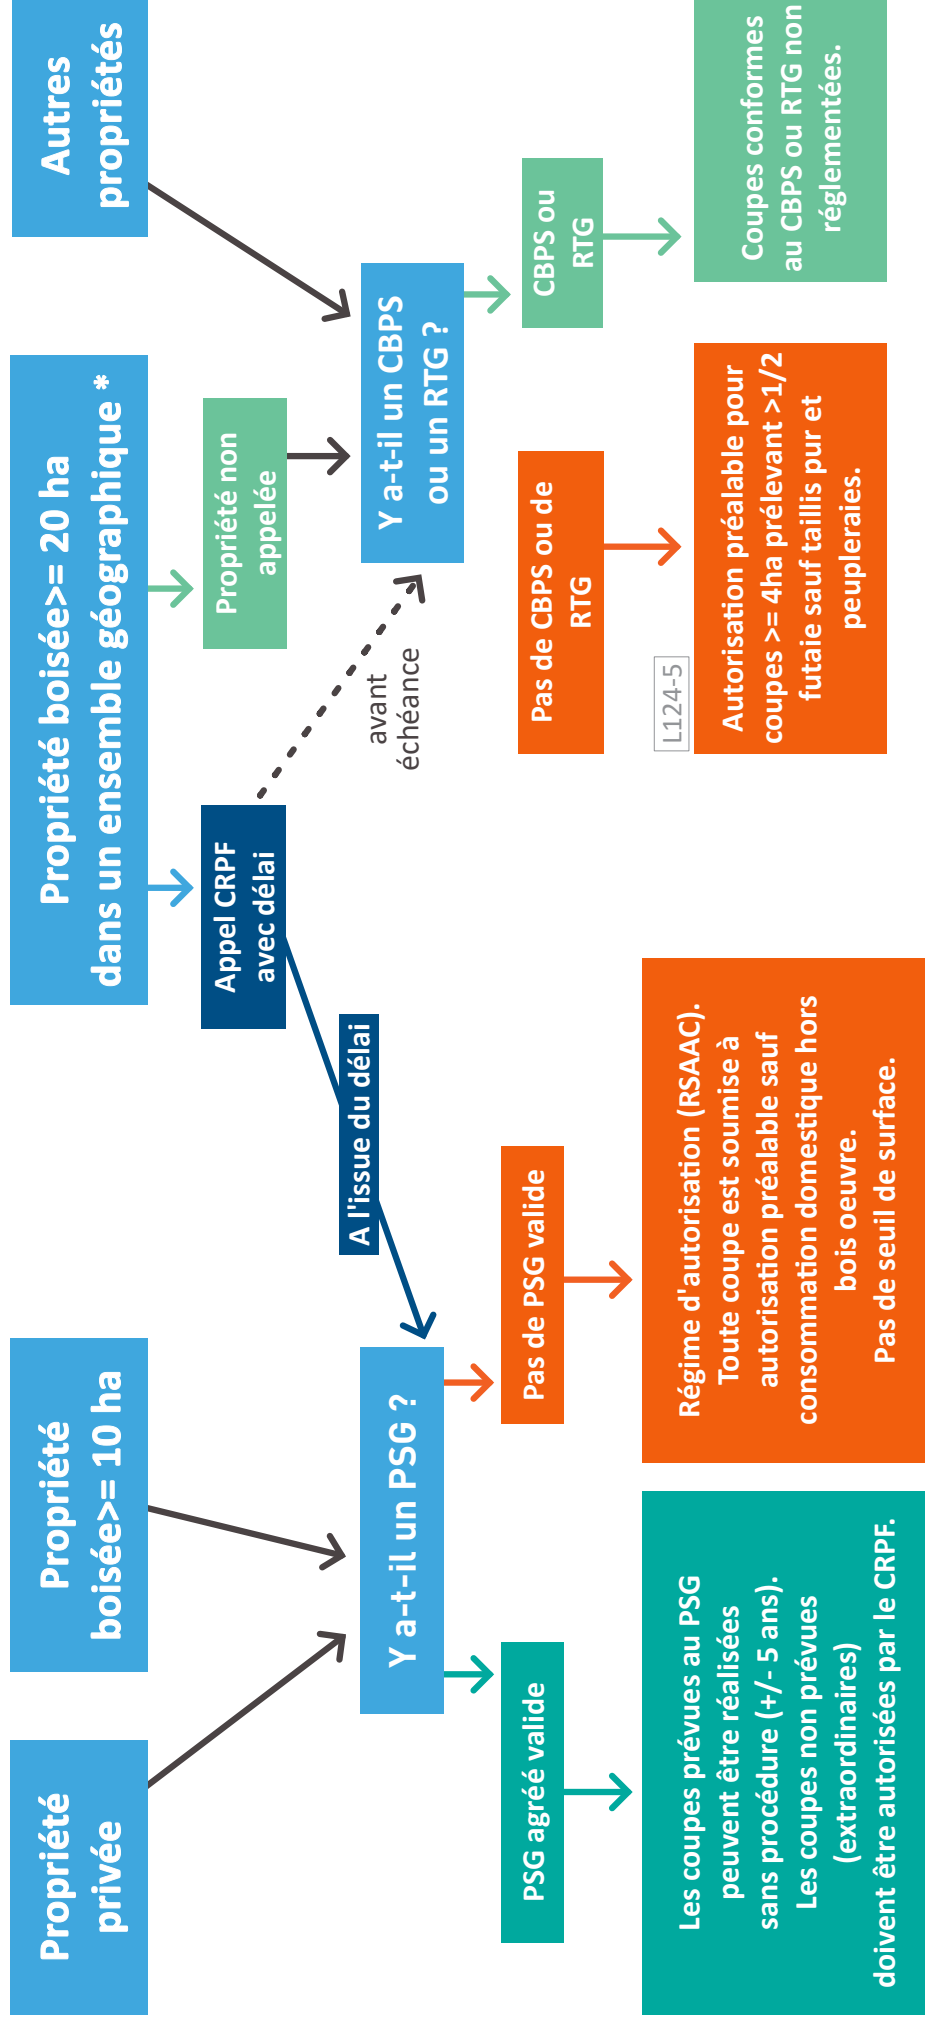 Propriété
privée
Propriété
boisée>= 10 ha
Propriété boisée>= 20 ha
dans un ensemble géographique *
Autres
propriétés
Appel CRPF
avec délai
Propriété non
appelée
A l'issue du délai
avant
échéance
Y a-t-il un PSG ?
Y a-t-il un CBPS
ou un RTG ?
PSG agréé valide
Pas de PSG valide
Pas de CBPS ou de
RTG
CBPS ou
RTG
L124-5
Les coupes prévues au PSG
peuvent être réalisées
sans procédure (+/- 5 ans).
Les coupes non prévues
(extraordinaires)
doivent être autorisées par le CRPF.
Régime d'autorisation (RSAAC).
Toute coupe est soumise à
autorisation préalable sauf
consommation domestique hors
bois oeuvre.
Pas de seuil de surface.
Autorisation préalable pour
coupes >= 4ha prélevant >1/2
futaie sauf taillis pur et
peupleraies.
Coupes conformes
au CBPS ou RTG non
réglementées.